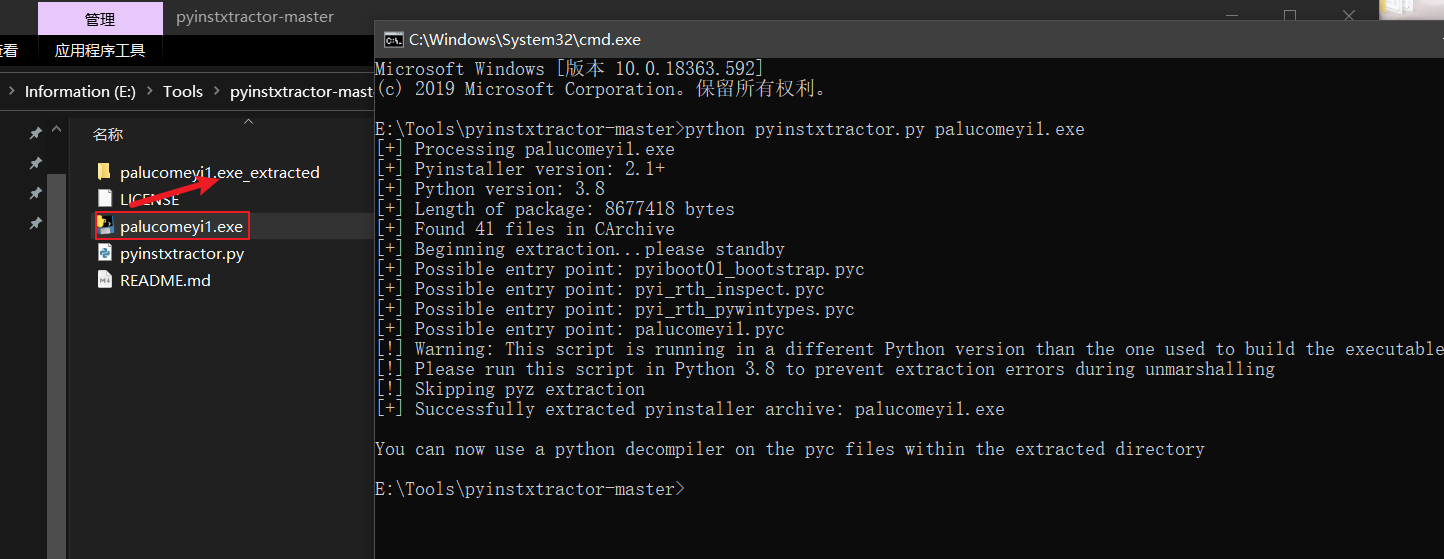 管理
pyinstxtractor-master
查看
应用程序工具
Information (E:)
Tools
pyinstxtractor-mast
名称
palucomeyi1.exe_extracted
LICENSE
palucomeyi1.exe
pyinstxtractor.py
README.md
C:\Windows\System32\cmd.exe
Microsoft Windows [版本 10.0.18363.592]
(c) 2019 Microsoft Corporation。保留所有权利。
E:\Tools\pyinstxtractor-master>python pyinstxtractor.py palucomeyi1.exe
[+] Processing palucomeyi1.exe
[+] Pyinstaller version: 2.1+
[+] Python version: 3.8
[+] Length of package: 8677418 bytes
[+] Found 41 files in CArchive
[+] Beginning extraction...please standby
[+] Possible entry point: pyiboot01_bootstrap.pyc
[+] Possible entry point: pyi_rth_inspect.pyc
[+] Possible entry point: pyi_rth_pywintypes.pyc
[+] Possible entry point: palucomeyi1.pyc
[!] Warning: This script is running in a different Python version than the one used to build the executable
[!] Please run this script in Python 3.8 to prevent extraction errors during unmarshalling
[!] Skipping pyz extraction
[+] Successfully extracted pyinstaller archive: palucomeyi1.exe
You can now use a python decompiler on the pyc files within the extracted directory
E:\Tools\pyinstxtractor-master>